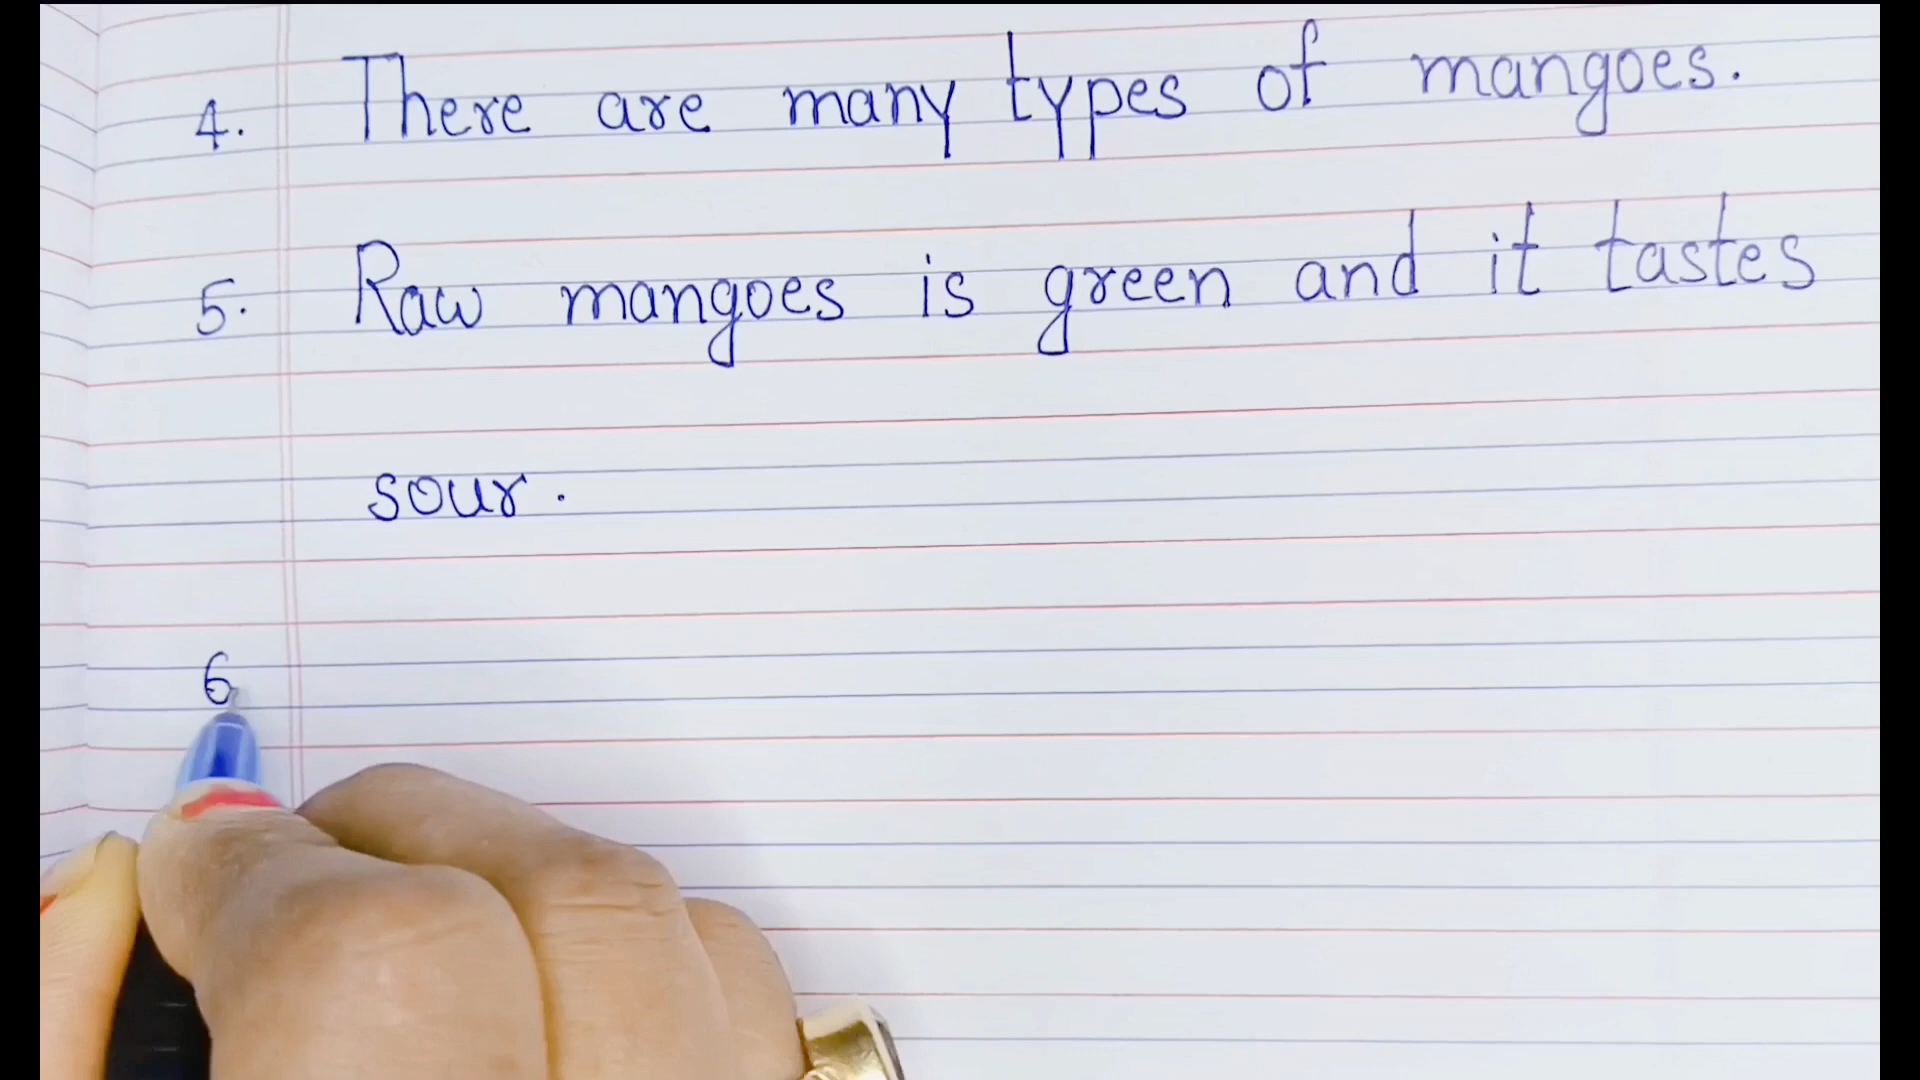 4. There are many types of mangoes.
5. Raw mangoes is green and it tastes
sour.
6